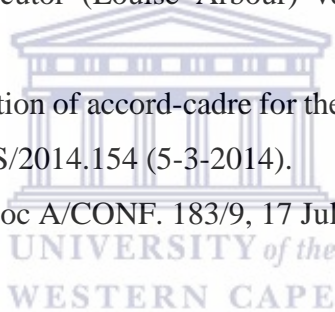 (Louise Arbour)
tion of accord-cadre for the
S/2014.154 (5-3-2014).
oc A/CONF. 183/9, 17 Jul
UNIVERSITY of the
WESTERN CAPE